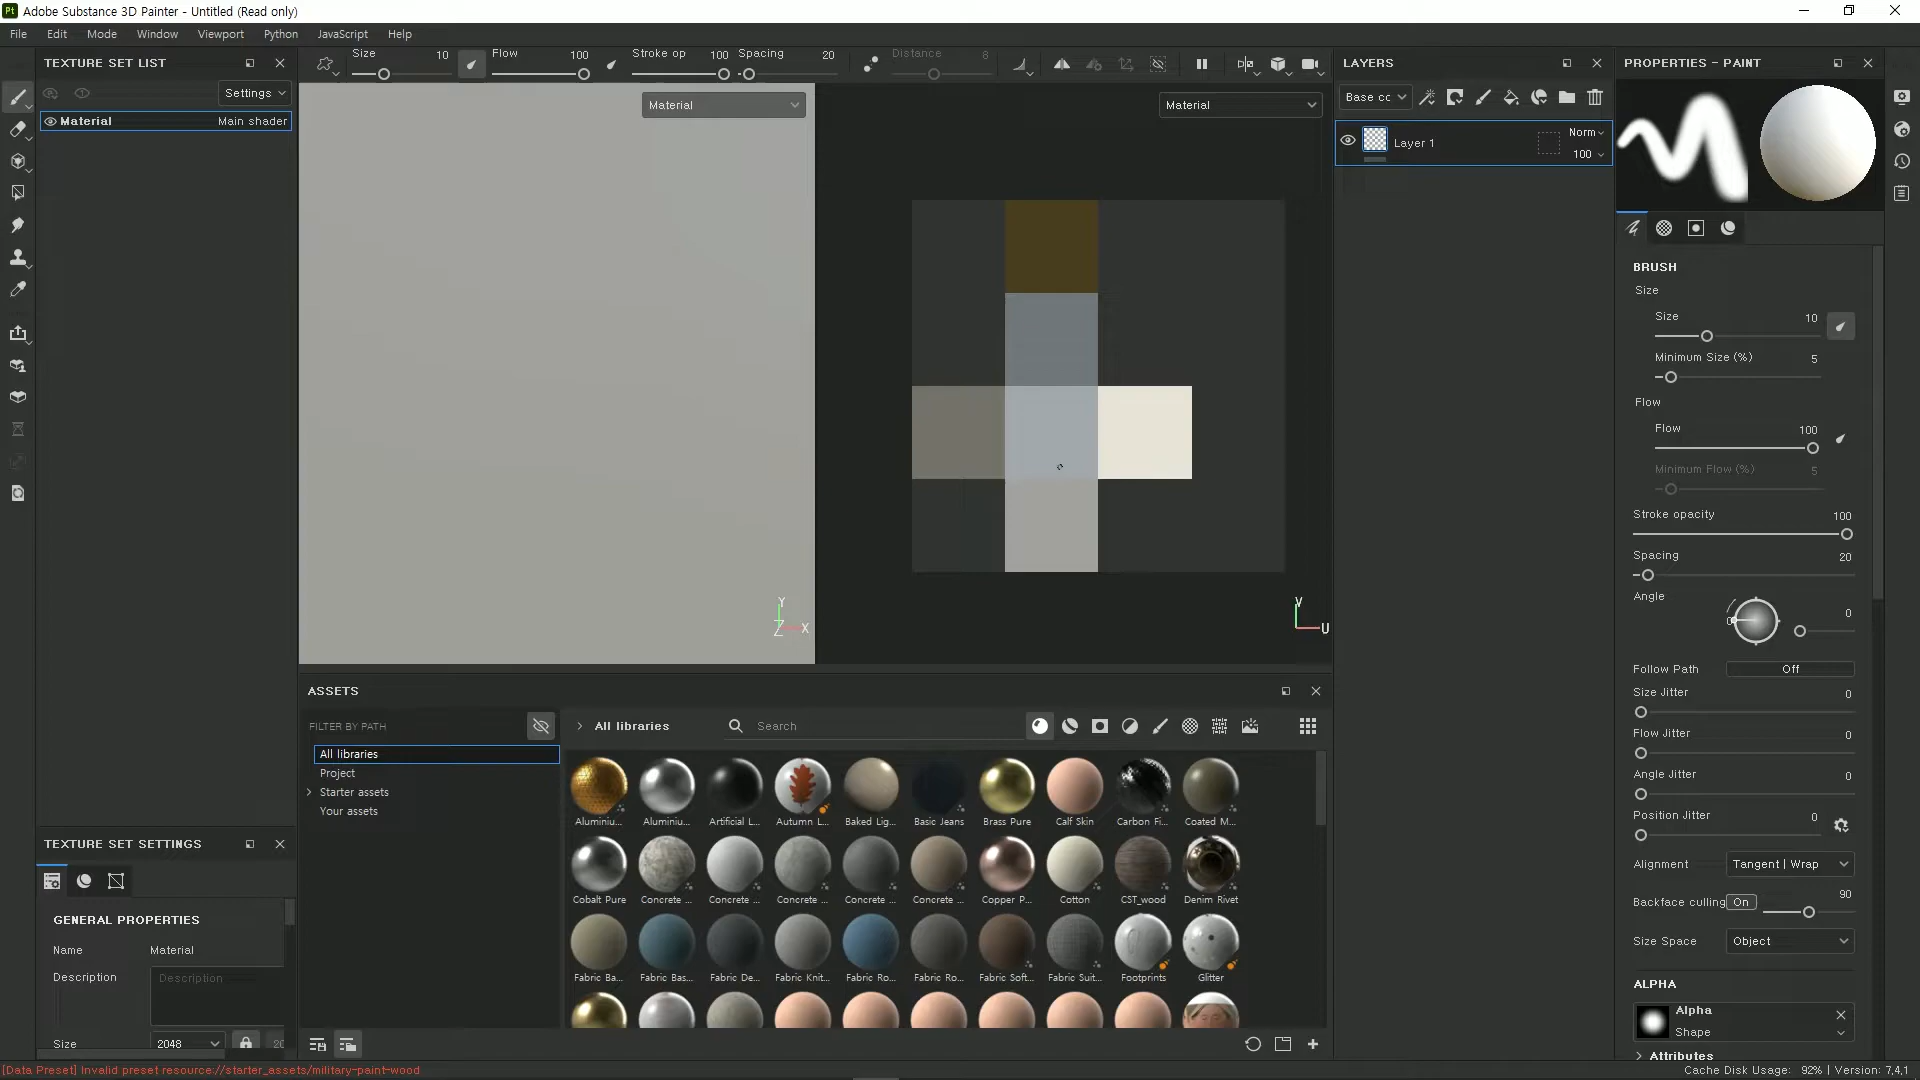 Pt Adobe Substance 3D Painter - Untitled (Read only)
File Edit Mode Window Viewport Python JavaScript Help
TEXTURE SET LIST
Settings
Material Main shader
Size 10 Flow 100 Stroke op 100 Spacing 20 Distance 8
Material
Material
Y
Z X
V
U
LAYERS
Base cc
Layer 1
Norm
100
PROPERTIES - PAINT
BRUSH
Size
Size 10
Minimum Size (%) 5
Flow
Flow 100
Minimum Flow (%) 5
Stroke opacity 100
Spacing 20
Angle 0
Follow Path Off
Size Jitter 0
Flow Jitter 0
Angle Jitter 0
Position Jitter 0
Alignment Tangent | Wrap
Backface culling On 90
Size Space Object
ALPHA
Alpha
Shape
Attributes
ASSETS
FILTER BY PATH
All libraries
Project
Starter assets
Your assets
All libraries Search
Aluminiu... Aluminiu... Artificial L... Autumn L... Baked Lig... Basic Jeans Brass Pure Calf Skin Carbon Fi... Coated M...
Cobalt Pure Concrete ... Concrete ... Concrete ... Concrete ... Concrete ... Copper P... Cotton CST_wood Denim Rivet
Fabric Ba... Fabric Bas... Fabric De... Fabric Knit... Fabric Ro... Fabric Ro... Fabric Soft... Fabric Suit... Footprints Glitter
TEXTURE SET SETTINGS
GENERAL PROPERTIES
Name Material
Description Description
Size 2048 20
[Data Preset] Invalid preset resource://starter_assets/military-paint-wood
Cache Disk Usage: 92% | Version: 7.4.1